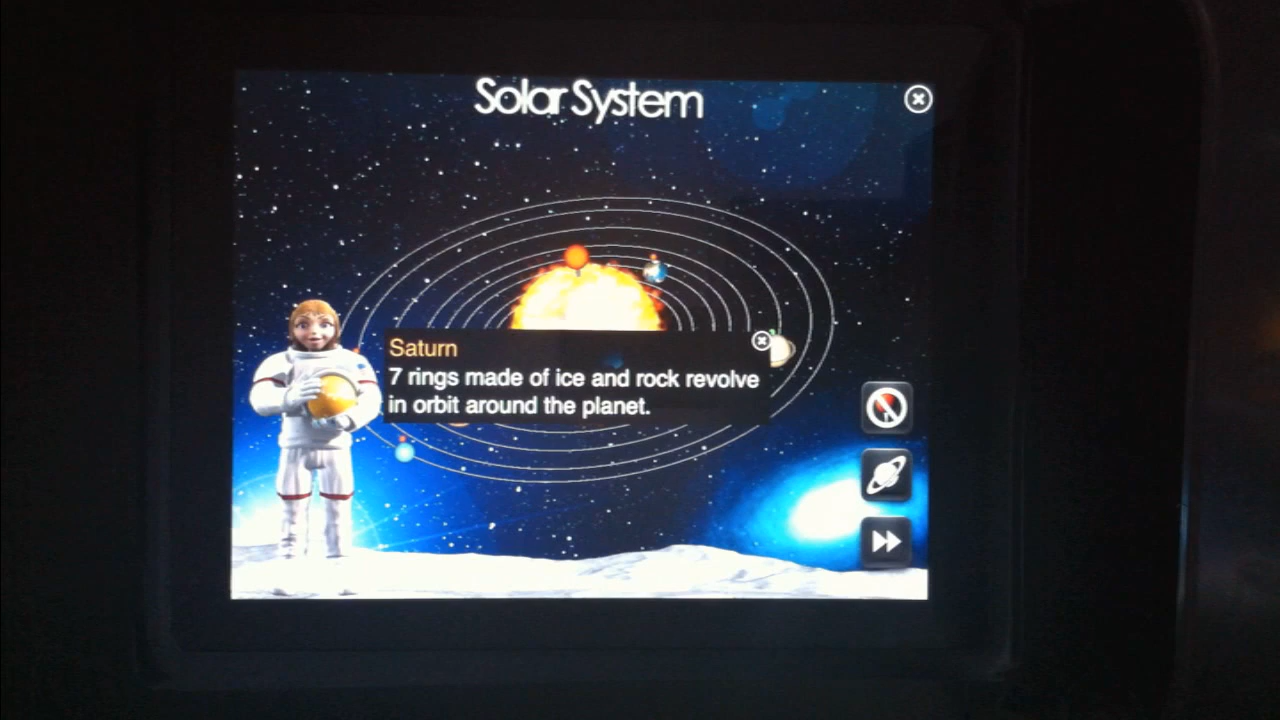 Solar System
Saturn
7 rings made of ice and rock revolve
in orbit around the planet.